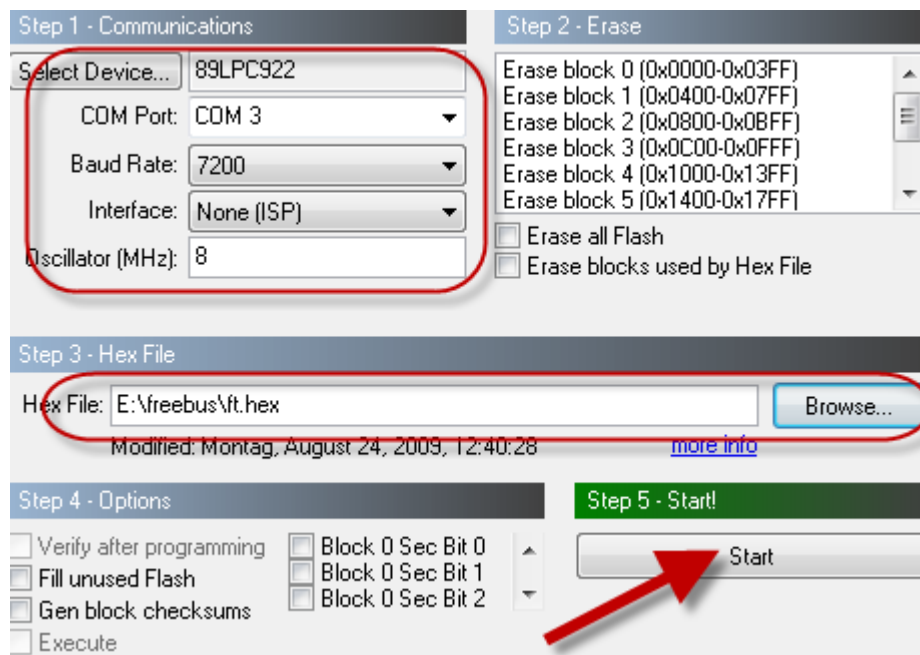 Step 1 - Communications
Select Device... 89LPC922
COM Port: COM 3
Baud Rate: 7200
Interface: None (ISP)
Oscillator (MHz): 8
Step 2 - Erase
Erase block 0 (0x0000-0x03FF)
Erase block 1 (0x0400-0x07FF)
Erase block 2 (0x0800-0x0BFF)
Erase block 3 (0x0C00-0x0FFF)
Erase block 4 (0x1000-0x13FF)
Erase block 5 (0x1400-0x17FF)
Erase all Flash
Erase blocks used by Hex File
Step 3 - Hex File
Hex File: E:\freebus\ft.hex Browse...
Modified: Montag, August 24, 2009, 12:40:28 more info
Step 4 - Options
Verify after programming
Fill unused Flash
Gen block checksums
Execute
Block 0 Sec Bit 0
Block 0 Sec Bit 1
Block 0 Sec Bit 2
Step 5 - Start!
Start